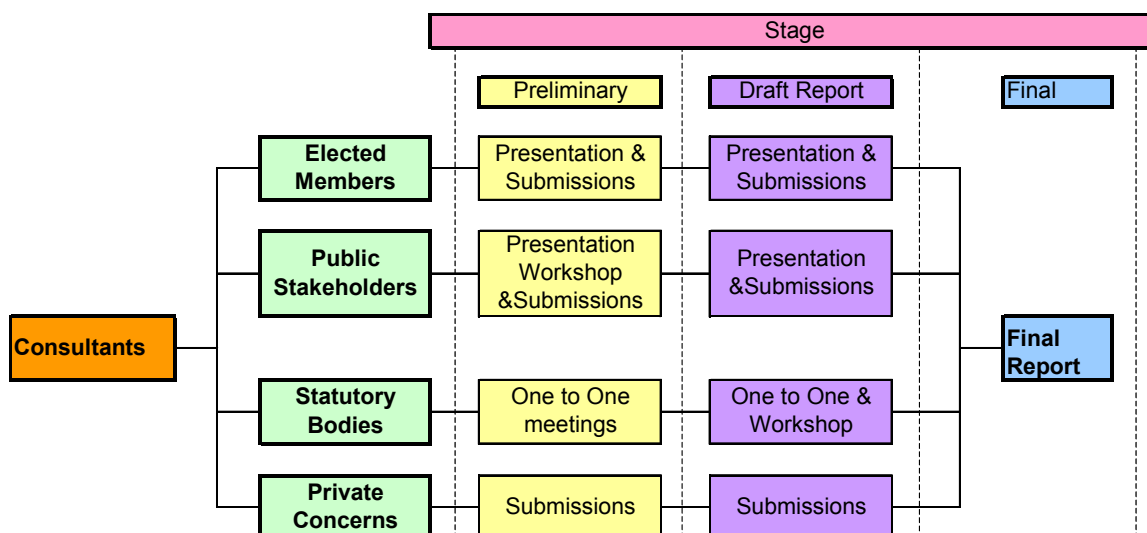 Stage
Preliminary
Draft Report
Final
Elected
Members
Presentation &
Submissions
Presentation &
Submissions
Public
Stakeholders
Presentation
Workshop
&Submissions
Presentation
&Submissions
Consultants
Final
Report
Statutory
Bodies
One to One
meetings
One to One &
Workshop
Private
Concerns
Submissions
Submissions